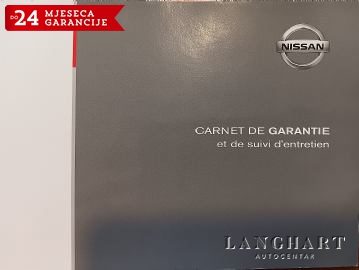 DO 24 MJESECA
GARANCIJE
NISSAN
CARNET DE GARANTIE
et de suivi d'entretien
LANGHART
AUTOCENTAR